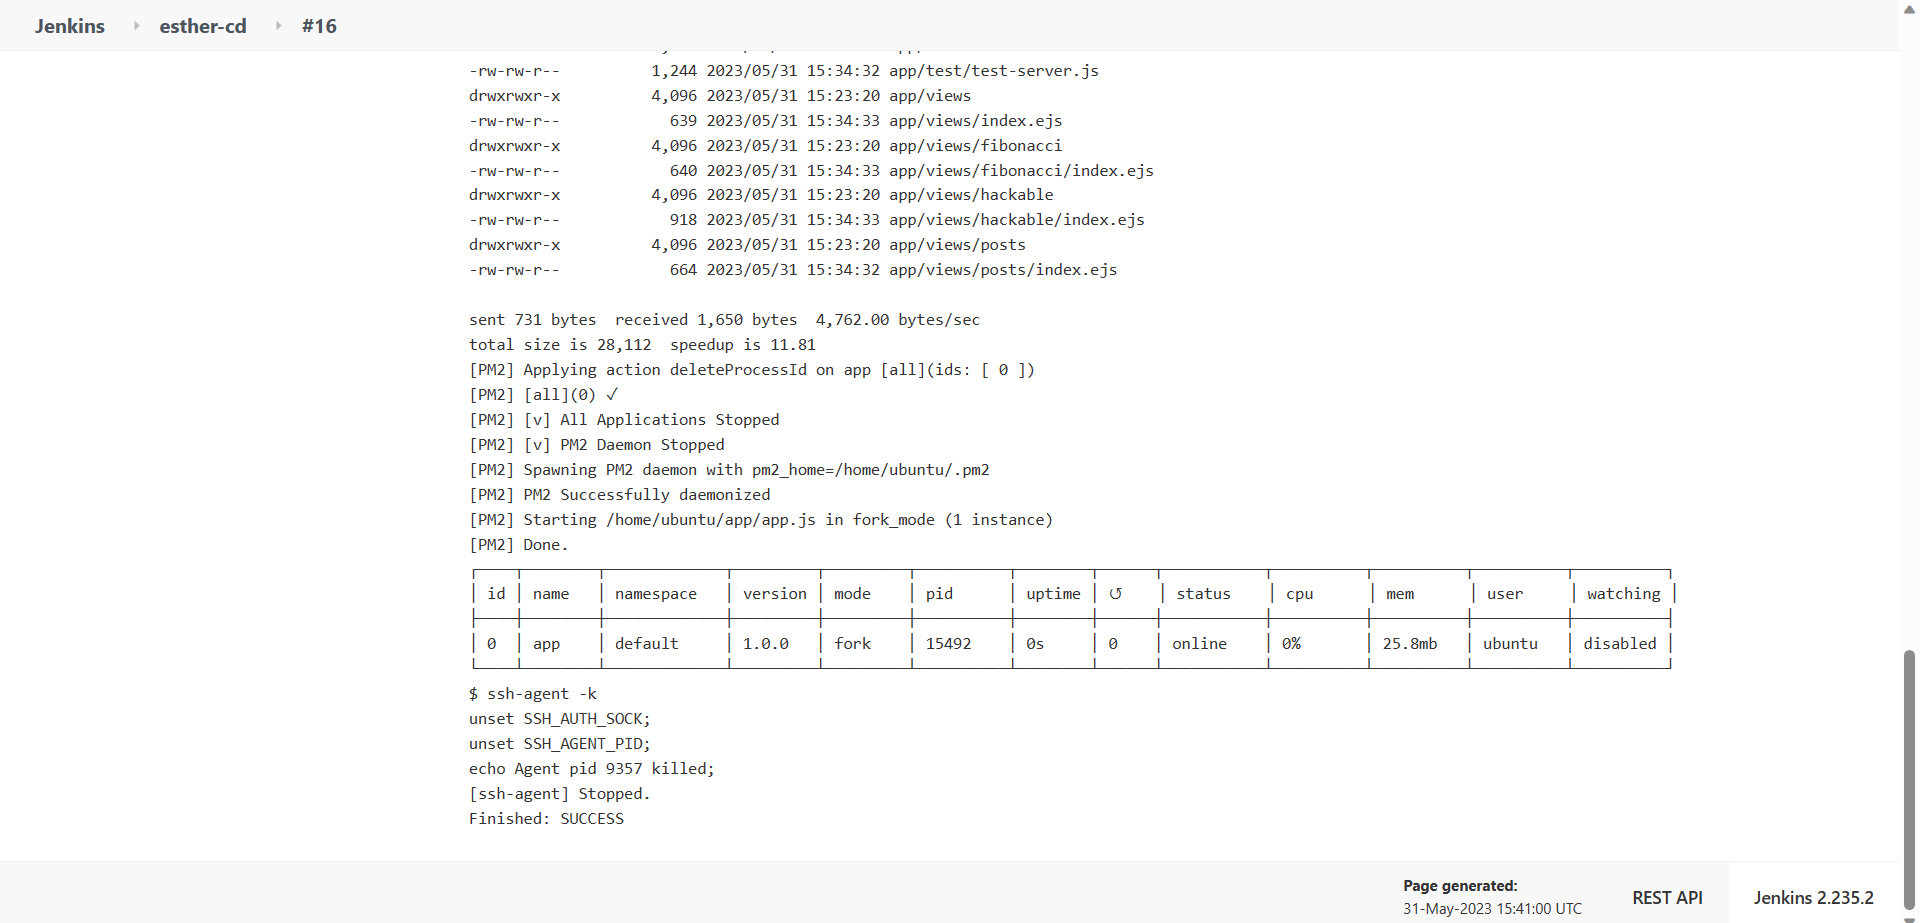 Jenkins esther-cd #16
-rw-rw-r-- 1,244 2023/05/31 15:34:32 app/test/test-server.js
drwxrwxr-x 4,096 2023/05/31 15:23:20 app/views
-rw-rw-r-- 639 2023/05/31 15:34:33 app/views/index.ejs
drwxrwxr-x 4,096 2023/05/31 15:23:20 app/views/fibonacci
-rw-rw-r-- 640 2023/05/31 15:34:33 app/views/fibonacci/index.ejs
drwxrwxr-x 4,096 2023/05/31 15:23:20 app/views/hackable
-rw-rw-r-- 918 2023/05/31 15:34:33 app/views/hackable/index.ejs
drwxrwxr-x 4,096 2023/05/31 15:23:20 app/views/posts
-rw-rw-r-- 664 2023/05/31 15:34:32 app/views/posts/index.ejs
sent 731 bytes  received 1,650 bytes  4,762.00 bytes/sec
total size is 28,112  speedup is 11.81
[PM2] Applying action deleteProcessId on app [all](ids: [ 0 ])
[PM2] [all](0) ✓
[PM2] [v] All Applications Stopped
[PM2] [v] PM2 Daemon Stopped
[PM2] Spawning PM2 daemon with pm2_home=/home/ubuntu/.pm2
[PM2] PM2 Successfully daemonized
[PM2] Starting /home/ubuntu/app/app.js in fork_mode (1 instance)
[PM2] Done.
│ id │ name │ namespace │ version │ mode │ pid │ uptime │ ↺ │ status │ cpu │ mem │ user │ watching │
│ 0 │ app │ default │ 1.0.0 │ fork │ 15492 │ 0s │ 0 │ online │ 0% │ 25.8mb │ ubuntu │ disabled │
$ ssh-agent -k
unset SSH_AUTH_SOCK;
unset SSH_AGENT_PID;
echo Agent pid 9357 killed;
[ssh-agent] Stopped.
Finished: SUCCESS
Page generated:
31-May-2023 15:41:00 UTC
REST API
Jenkins 2.235.2